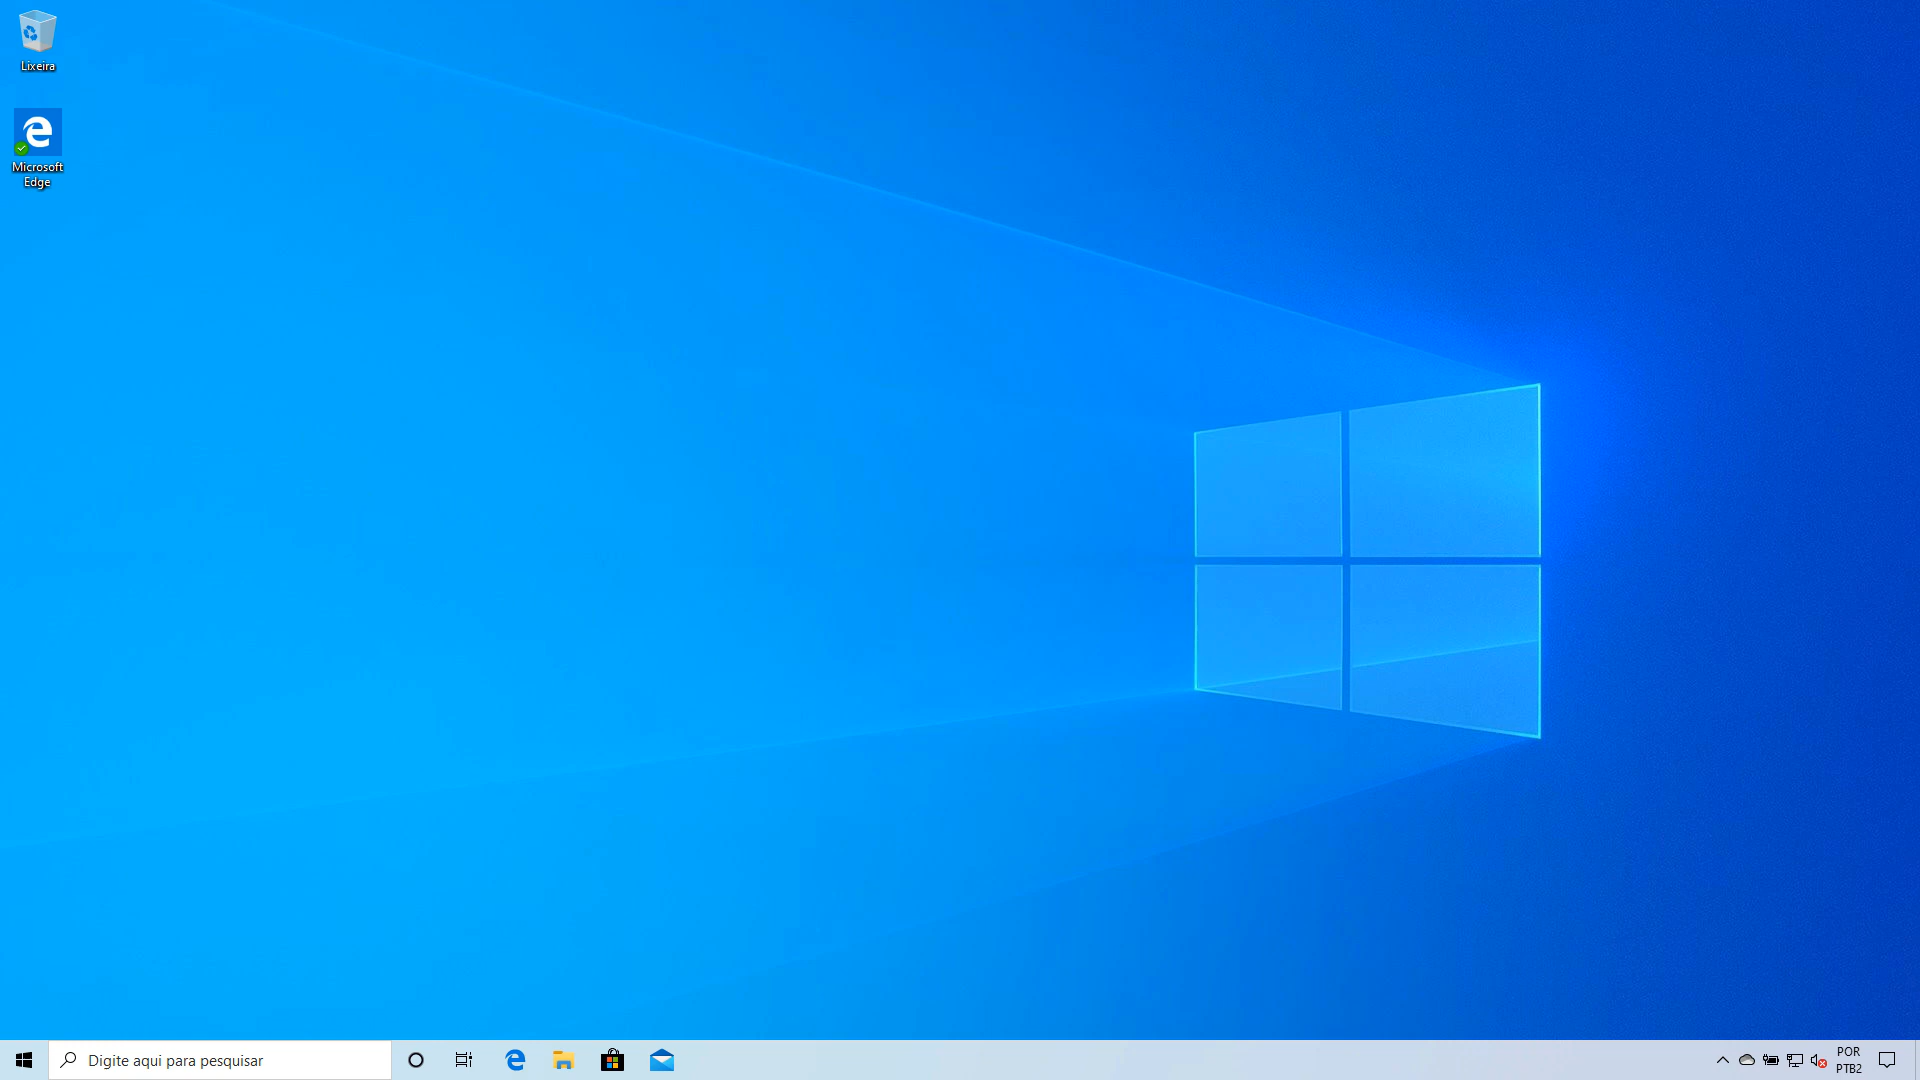 Lixeira
Microsoft
Edge
Digite aqui para pesquisar
POR
PTB2